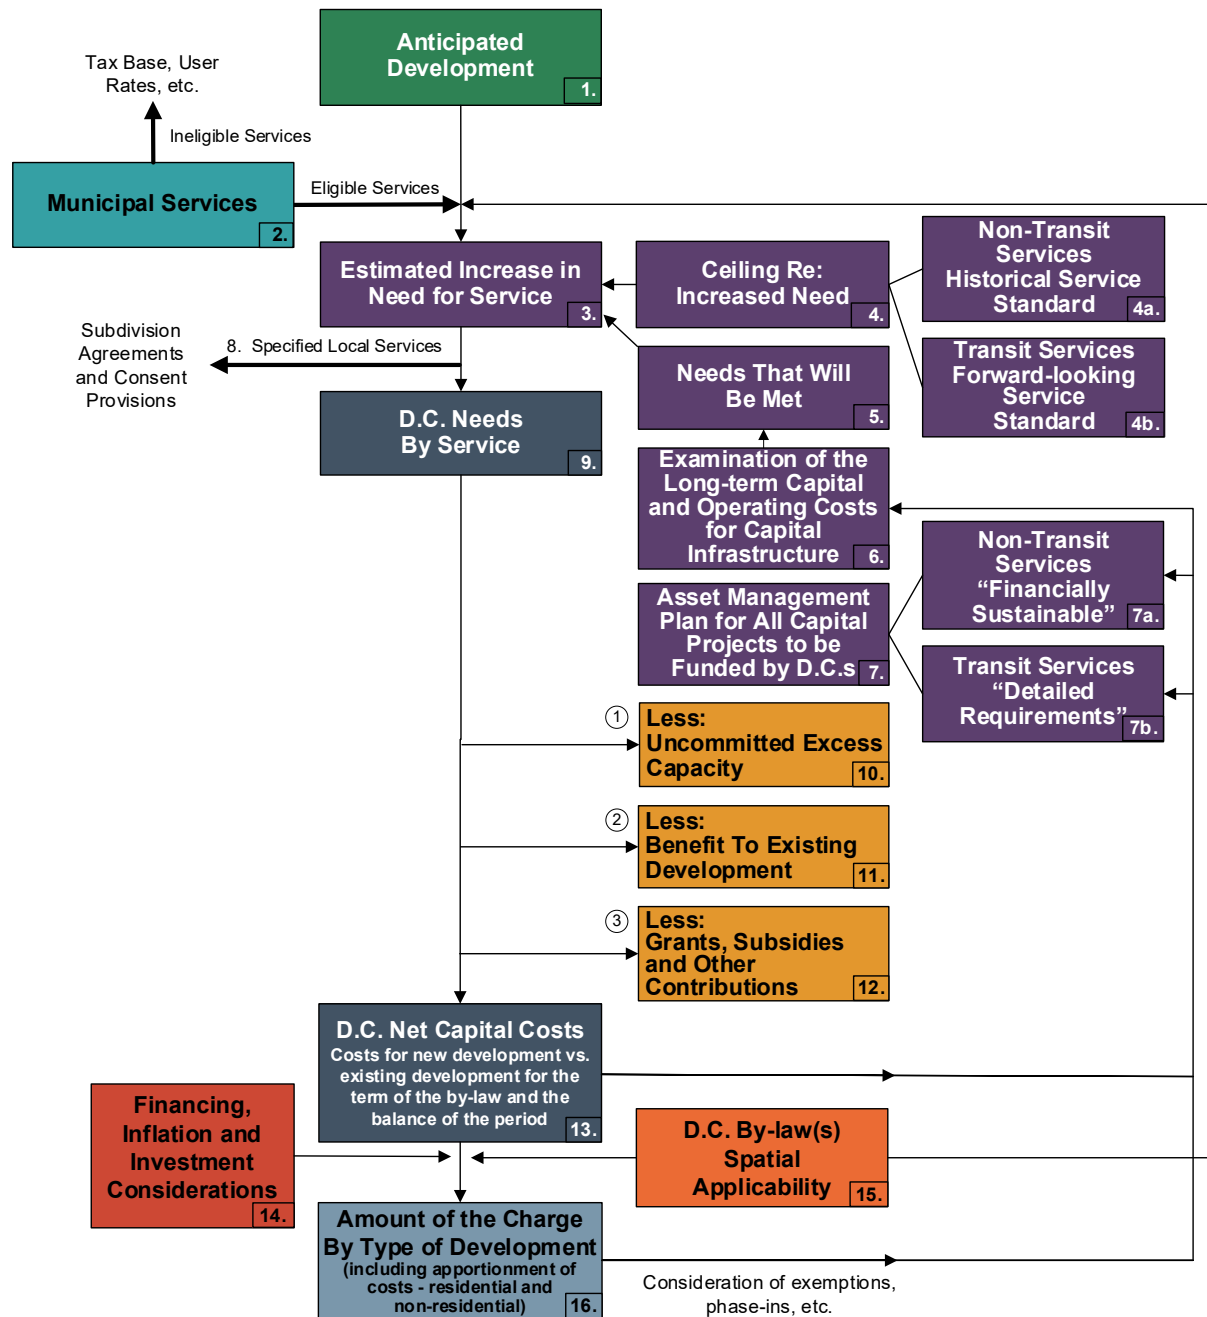 Anticipated
Development
1.
Tax Base, User
Rates, etc.
Ineligible Services
Municipal Services
2.
Eligible Services
Estimated Increase in
Need for Service
3.
Ceiling Re:
Increased Need
4.
Non-Transit
Services
Historical Service
Standard
4a.
Transit Services
Forward-looking
Service
Standard
4b.
Subdivision
Agreements
and Consent
Provisions
8. Specified Local Services
Needs That Will
Be Met
5.
D.C. Needs
By Service
9.
Examination of the
Long-term Capital
and Operating Costs
for Capital
Infrastructure
6.
Non-Transit
Services
“Financially
Sustainable”
7a.
Asset Management
Plan for All Capital
Projects to be
Funded by D.C.s
7.
Transit Services
“Detailed
Requirements”
7b.
1
Less:
Uncommitted Excess
Capacity
10.
2
Less:
Benefit To Existing
Development
11.
3
Less:
Grants, Subsidies
and Other
Contributions
12.
D.C. Net Capital Costs
Costs for new development vs.
existing development for the
term of the by-law and the
balance of the period
13.
Financing,
Inflation and
Investment
Considerations
14.
D.C. By-law(s)
Spatial
Applicability
15.
Amount of the Charge
By Type of Development
(including apportionment of
costs - residential and
non-residential)
16.
Consideration of exemptions,
phase-ins, etc.